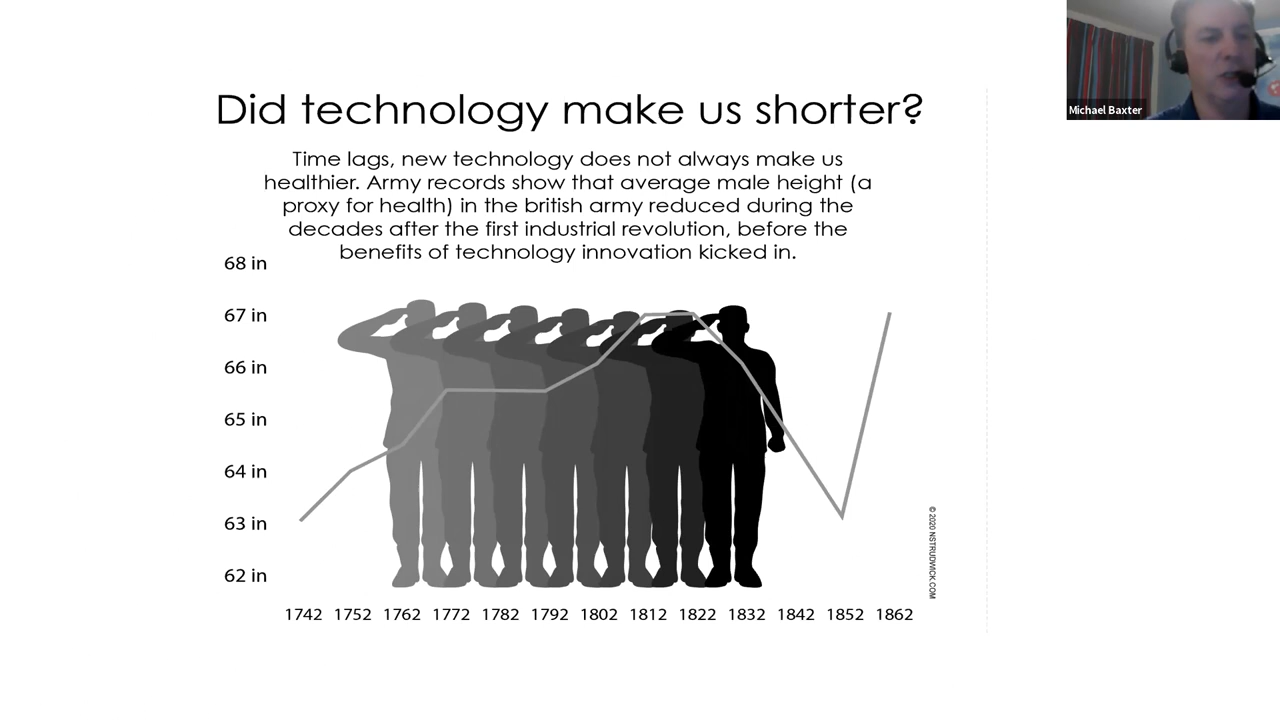 Michael Baxter
Did technology make us shorter?
Time lags, new technology does not always make us
healthier. Army records show that average male height (a
proxy for health) in the british army reduced during the
decades after the first industrial revolution, before the
benefits of technology innovation kicked in.
68 in
67 in
66 in
65 in
64 in
63 in
62 in
1742 1752 1762 1772 1782 1792 1802 1812 1822 1832 1842 1852 1862
© 2020 NSTRUDWICK.COM